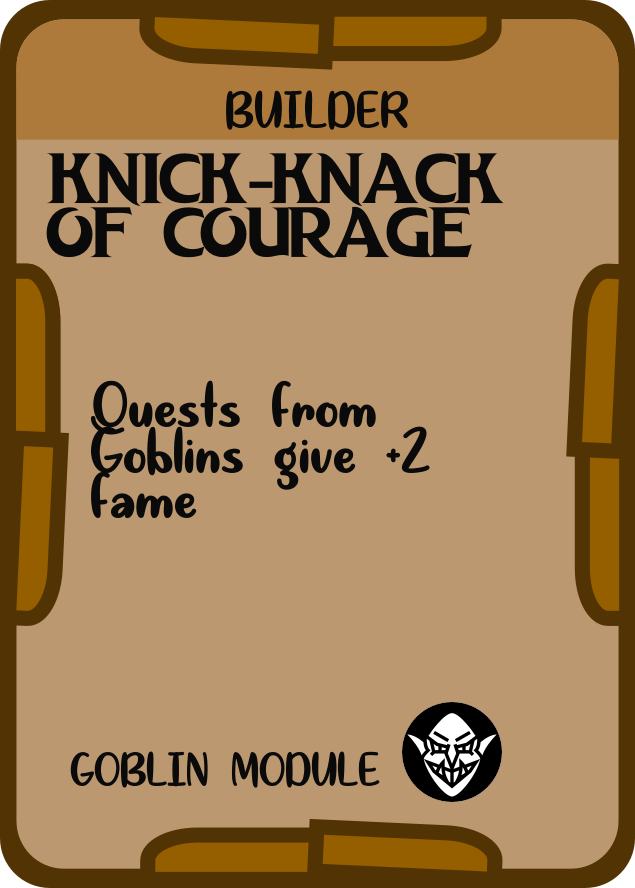 BUILDER
KNICK-KNACK
OF COURAGE
Quests from
Goblins give +2
fame
GOBLIN MODULE